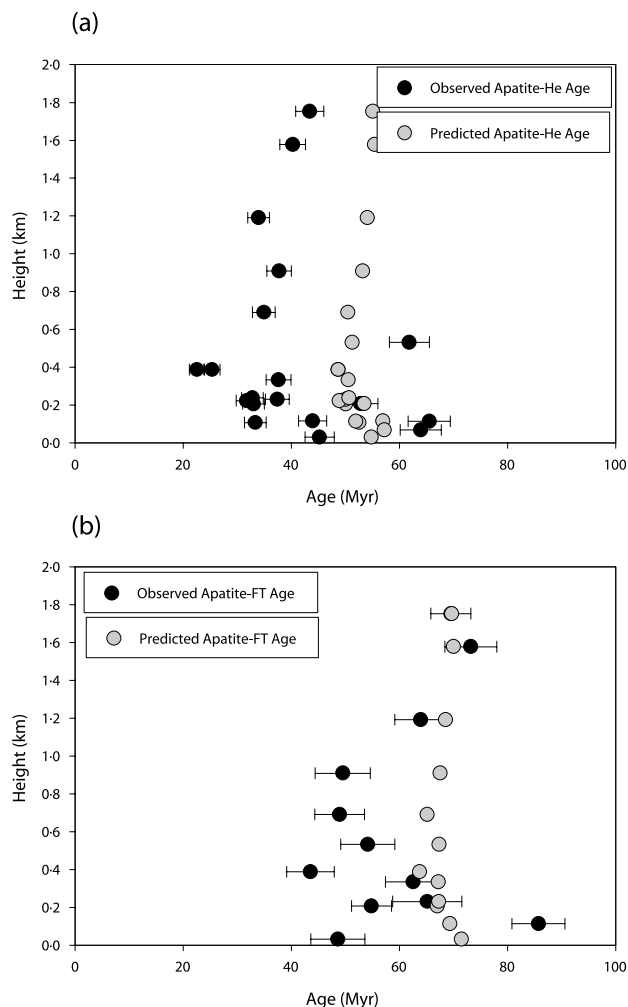 (a)
2·0
1·8
1·6
1·4
1·2
1·0
0·8
0·6
0·4
0·2
0·0
Height (km)
Observed Apatite-He Age
Predicted Apatite-He Age
0 20 40 60 80 100
Age (Myr)
(b)
2·0
1·8
1·6
1·4
1·2
1·0
0·8
0·6
0·4
0·2
0·0
Height (km)
Observed Apatite-FT Age
Predicted Apatite-FT Age
0 20 40 60 80 100
Age (Myr)